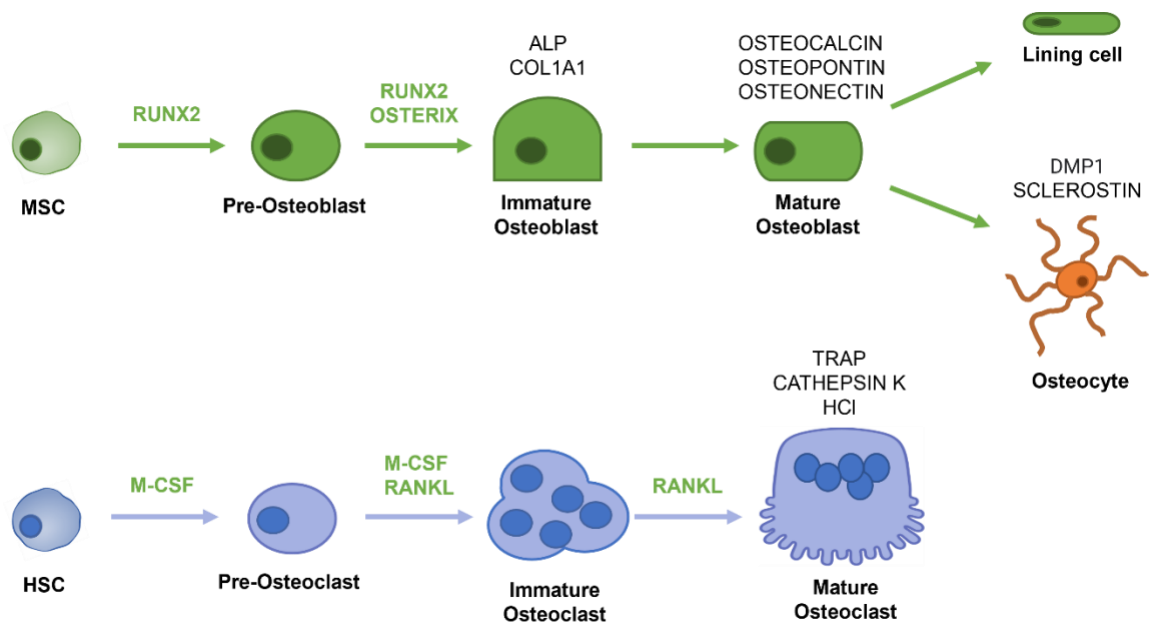 ALP
COL1A1
OSTEOCALCIN
OSTEOPONTIN
OSTEONECTIN
Lining cell
RUNX2
RUNX2
OSTERIX
MSC
Pre-Osteoblast
Immature
Osteoblast
Mature
Osteoblast
DMP1
SCLEROSTIN
Osteocyte
TRAP
CATHEPSIN K
HCl
M-CSF
M-CSF
RANKL
RANKL
HSC
Pre-Osteoclast
Immature
Osteoclast
Mature
Osteoclast